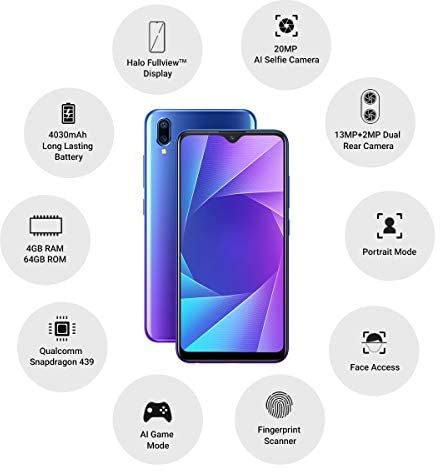 Halo Fullview™
Display
20MP
AI Selfie Camera
4030mAh
Long Lasting
Battery
13MP+2MP Dual
Rear Camera
4GB RAM
64GB ROM
Portrait Mode
Qualcomm
Snapdragon 439
Face Access
AI Game
Mode
Fingerprint
Scanner